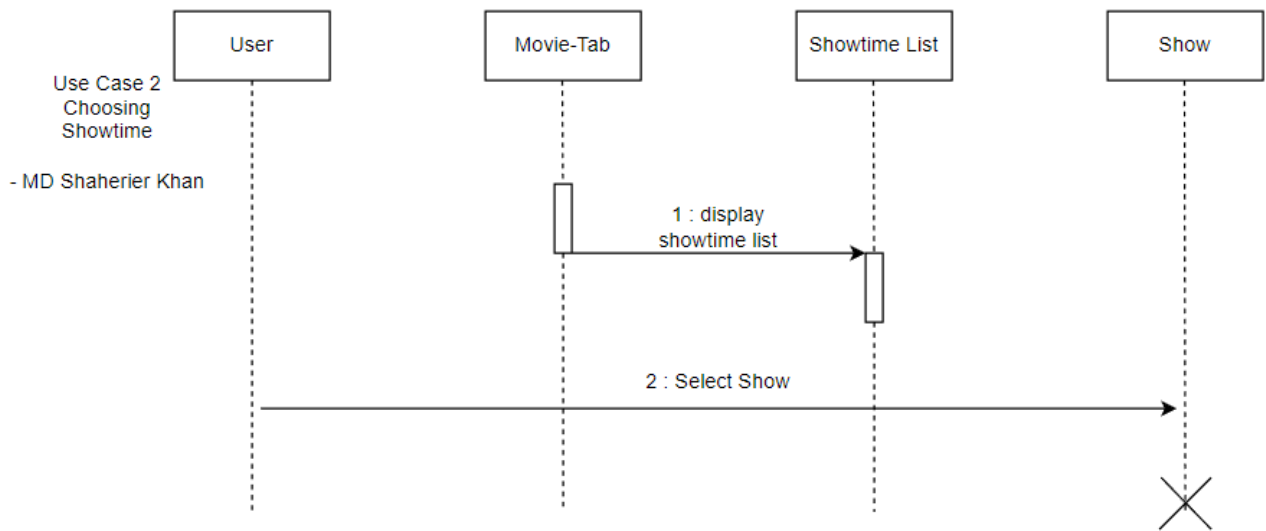 User
Movie-Tab
Showtime List
Show
Use Case 2
Choosing
Showtime
- MD Shaherier Khan
1 : display
showtime list
2 : Select Show